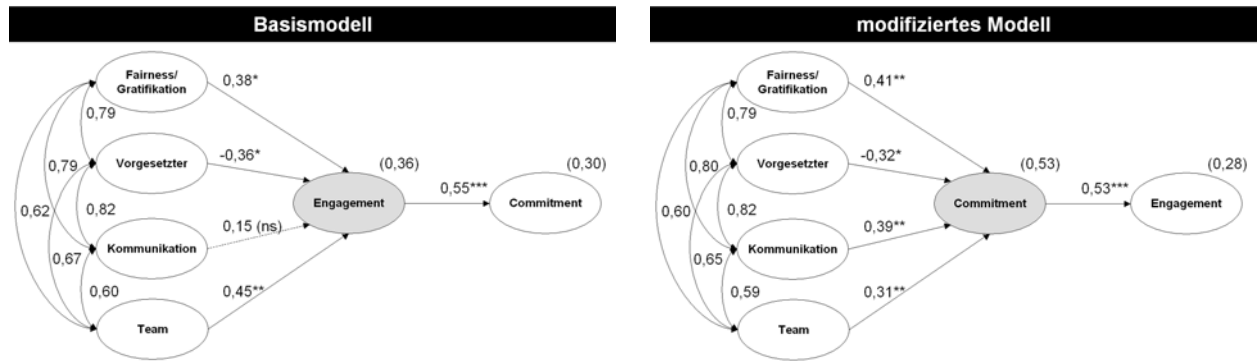 Basismodell
Fairness/
Gratifikation
0,38*
0,79
Vorgesetzter
-0,36*
(0,36)
(0,30)
0,79
Engagement
0,55***
Commitment
0,62
0,82
0,15 (ns)
Kommunikation
0,67
0,60
0,45**
Team
modifiziertes Modell
Fairness/
Gratifikation
0,41**
0,79
Vorgesetzter
-0,32*
(0,53)
(0,28)
0,80
Commitment
0,53***
Engagement
0,60
0,82
0,39**
Kommunikation
0,65
0,59
0,31**
Team